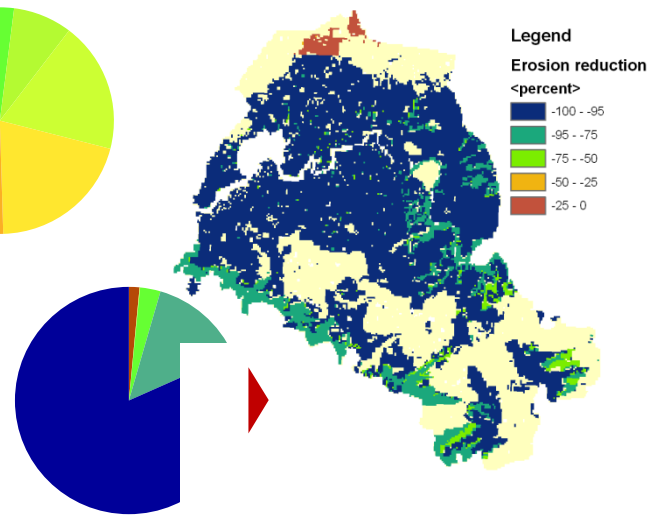 Legend
Erosion reduction
<percent>
-100 - -95
-95 - -75
-75 - -50
-50 - -25
-25 - 0